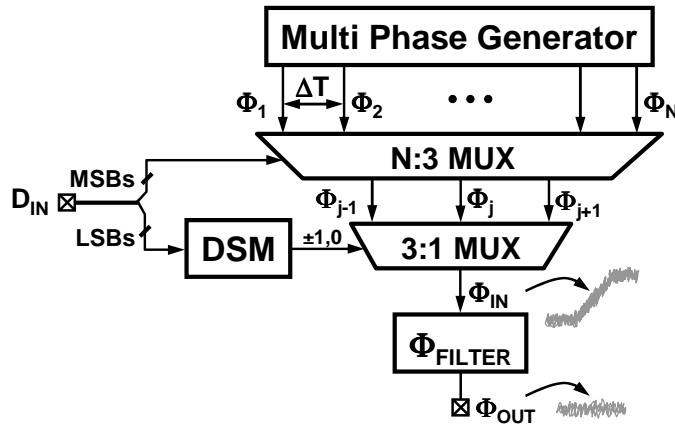 Multi Phase Generator
Φ1 ΔT Φ2 ••• ΦN
N:3 MUX
MSBs
DIN
LSBs
Φj-1 Φj Φj+1
DSM
±1,0
3:1 MUX
ΦIN
ΦFILTER
ΦOUT